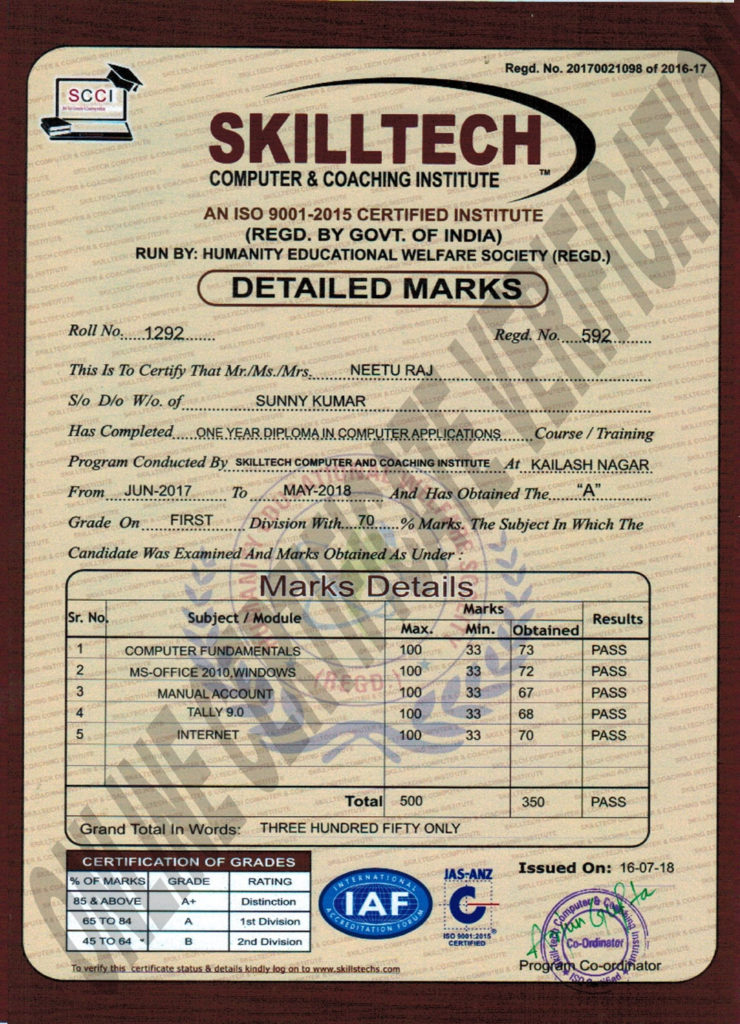 Regd. No. 20170021098 of 2016-17
SCCI
SKILLTECH
COMPUTER & COACHING INSTITUTE
TM
AN ISO 9001-2015 CERTIFIED INSTITUTE
(REGD. BY GOVT. OF INDIA)
RUN BY: HUMANITY EDUCATIONAL WELFARE SOCIETY (REGD.)
DETAILED MARKS
Roll No. 1292 Regd. No. 592
This Is To Certify That Mr./Ms./Mrs. NEETU RAJ
S/o D/o W/o. of SUNNY KUMAR
Has Completed ONE YEAR DIPLOMA IN COMPUTER APPLICATIONS Course / Training
Program Conducted By SKILLTECH COMPUTER AND COACHING INSTITUTE At KAILASH NAGAR
From JUN-2017 To MAY-2018 And Has Obtained The "A"
Grade On FIRST Division With 70 % Marks. The Subject In Which The
Candidate Was Examined And Marks Obtained As Under :
Marks Details
Sr. No. Subject / Module Marks Results
Max. Min. Obtained
1 COMPUTER FUNDAMENTALS 100 33 73 PASS
2 MS-OFFICE 2010,WINDOWS 100 33 72 PASS
3 MANUAL ACCOUNT 100 33 67 PASS
4 TALLY 9.0 100 33 68 PASS
5 INTERNET 100 33 70 PASS
Total 500 350 PASS
Grand Total In Words: THREE HUNDRED FIFTY ONLY
CERTIFICATION OF GRADES
% OF MARKS GRADE RATING
85 & ABOVE A+ Distinction
65 TO 84 A 1st Division
45 TO 64 B 2nd Division
INTERNATIONAL
IAF
ACCREDITATION FORUM
JAS-ANZ
ISO 9001:2015
CERTIFIED
Issued On: 16-07-18
Co-Ordinator
Program Co-ordinator
To verify this certificate status & details kindly log on to www.skillstechs.com
ONLINE CERTIFICATE VERIFICATION
HUMANITY EDUCATIONAL WELFARE SOCIETY
(REGD.)